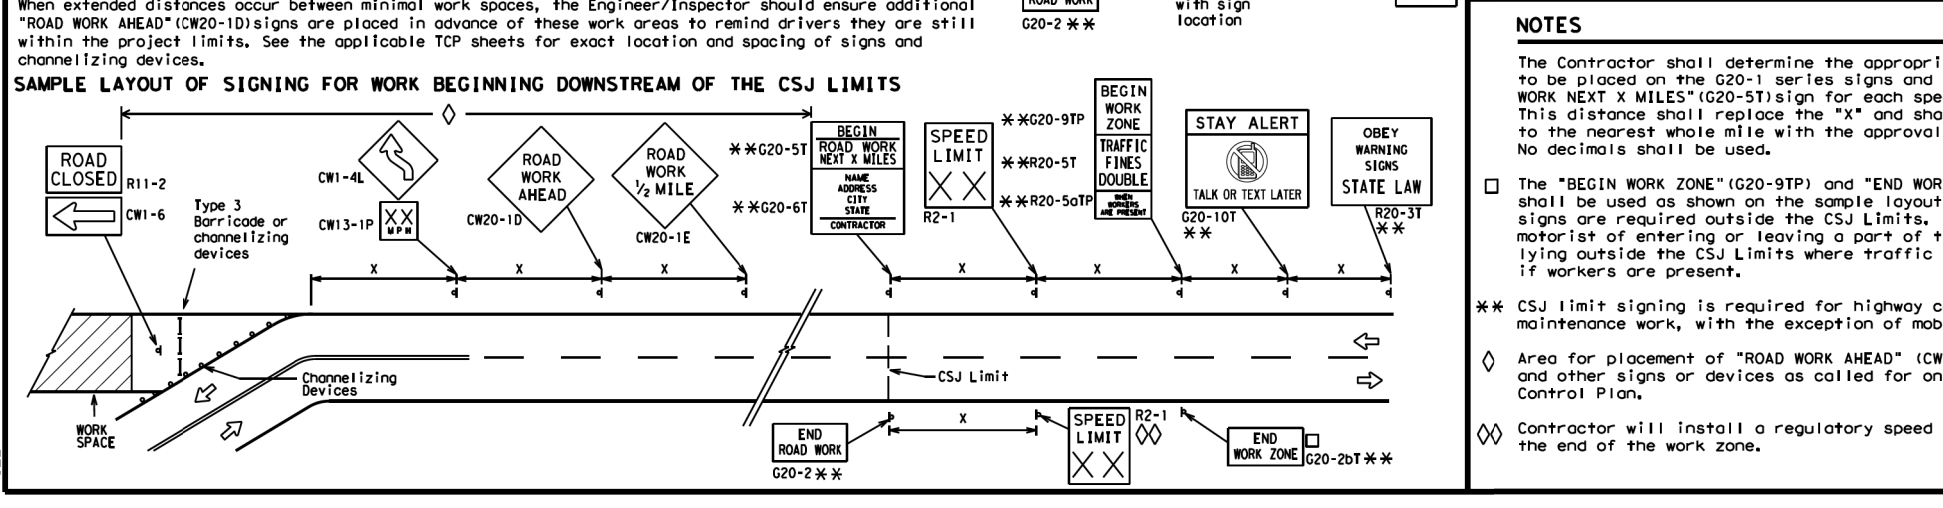 When extended distances occur between minimal work spaces, the Engineer/Inspector should ensure additional
"ROAD WORK AHEAD"(CW20-1D)signs are placed in advance of these work areas to remind drivers they are still
within the project limits. See the applicable TCP sheets for exact location and spacing of signs and
channelizing devices.
ROAD WORK
G20-2 **
with sign
location
SAMPLE LAYOUT OF SIGNING FOR WORK BEGINNING DOWNSTREAM OF THE CSJ LIMITS
ROAD
CLOSED
R11-2
CW1-6
Type 3
Barricade or
channelizing
devices
CW1-4L
CW13-1P
XX
MPH
ROAD
WORK
AHEAD
CW20-1D
ROAD
WORK
1/2 MILE
CW20-1E
**G20-5T
**G20-6T
BEGIN
ROAD WORK
NEXT X MILES
NAME
ADDRESS
CITY
STATE
CONTRACTOR
SPEED
LIMIT
XX
R2-1
**G20-9TP
**R20-5T
**R20-5aTP
BEGIN
WORK
ZONE
TRAFFIC
FINES
DOUBLE
WHEN
WORKERS
ARE PRESENT
STAY ALERT
TALK OR TEXT LATER
G20-10T
**
OBEY
WARNING
SIGNS
STATE LAW
R20-3T
**
X X X X X X X
Channelizing
Devices
WORK
SPACE
CSJ Limit
END
ROAD WORK
G20-2 **
X
SPEED
LIMIT
XX
R2-1
◊◊
END
WORK ZONE
□
G20-2bT **
NOTES
The Contractor shall determine the appropri
to be placed on the G20-1 series signs and
WORK NEXT X MILES"(G20-5T)sign for each spe
This distance shall replace the "X" and sha
to the nearest whole mile with the approval
No decimals shall be used.
□ The "BEGIN WORK ZONE"(G20-9TP) and "END WOR
shall be used as shown on the sample layout
signs are required outside the CSJ Limits.
motorist of entering or leaving a part of t
lying outside the CSJ Limits where traffic
if workers are present.
** CSJ limit signing is required for highway c
maintenance work, with the exception of mob
◊ Area for placement of "ROAD WORK AHEAD" (CW
and other signs or devices as called for on
Control Plan.
◊◊ Contractor will install a regulatory speed
the end of the work zone.